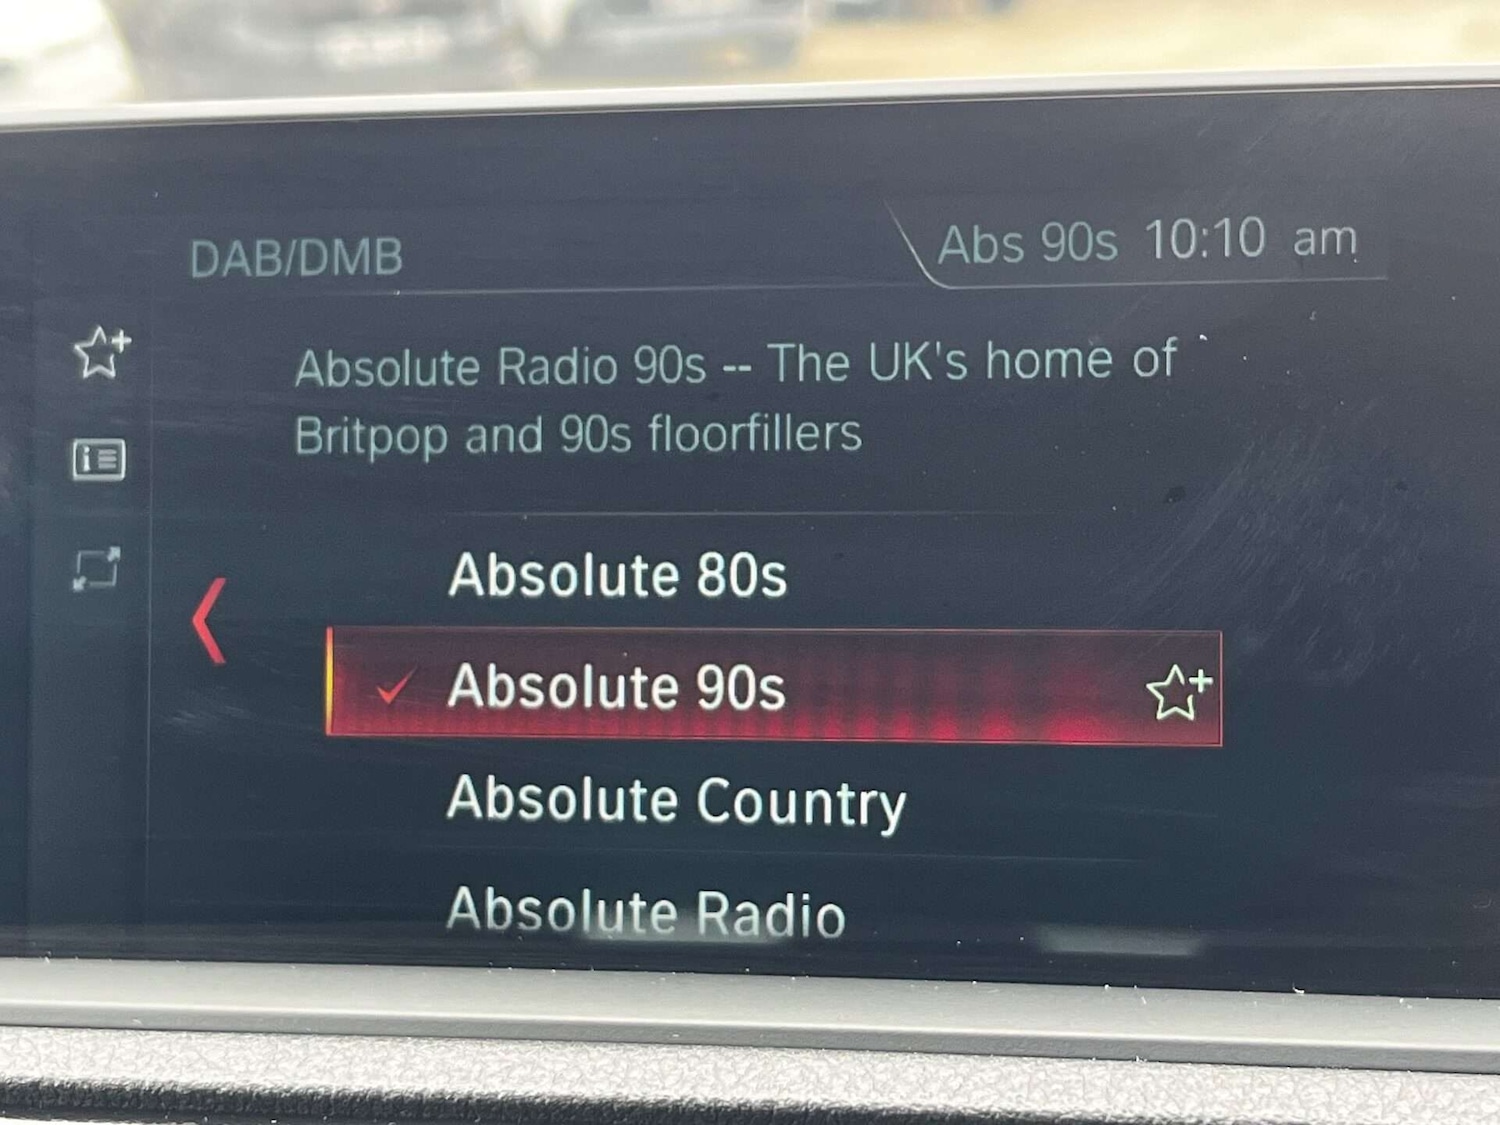 DAB/DMB
Abs 90s 10:10 am
Absolute Radio 90s -- The UK's home of
Britpop and 90s floorfillers
Absolute 80s
Absolute 90s
Absolute Country
Absolute Radio